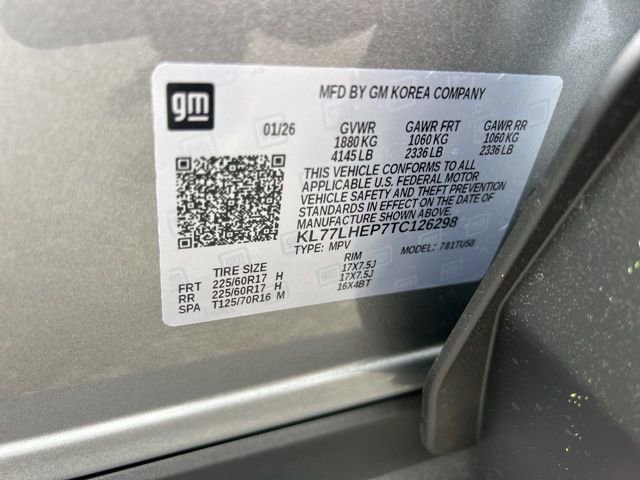 gm
MFD BY GM KOREA COMPANY
01/26 GVWR GAWR FRT GAWR RR
1880 KG 1060 KG 1060 KG
4145 LB 2336 LB 2336 LB
THIS VEHICLE CONFORMS TO ALL
APPLICABLE U.S. FEDERAL MOTOR
VEHICLE SAFETY AND THEFT PREVENTION
STANDARDS IN EFFECT ON THE DATE OF
MANUFACTURE SHOWN ABOVE.
KL77LHEP7TC126298
TYPE: MPV MODEL: 781TU58
TIRE SIZE RIM
FRT 225/60R17 H 17X7.5J
RR 225/60R17 H 17X7.5J
SPA T125/70R16 M 16X4BT